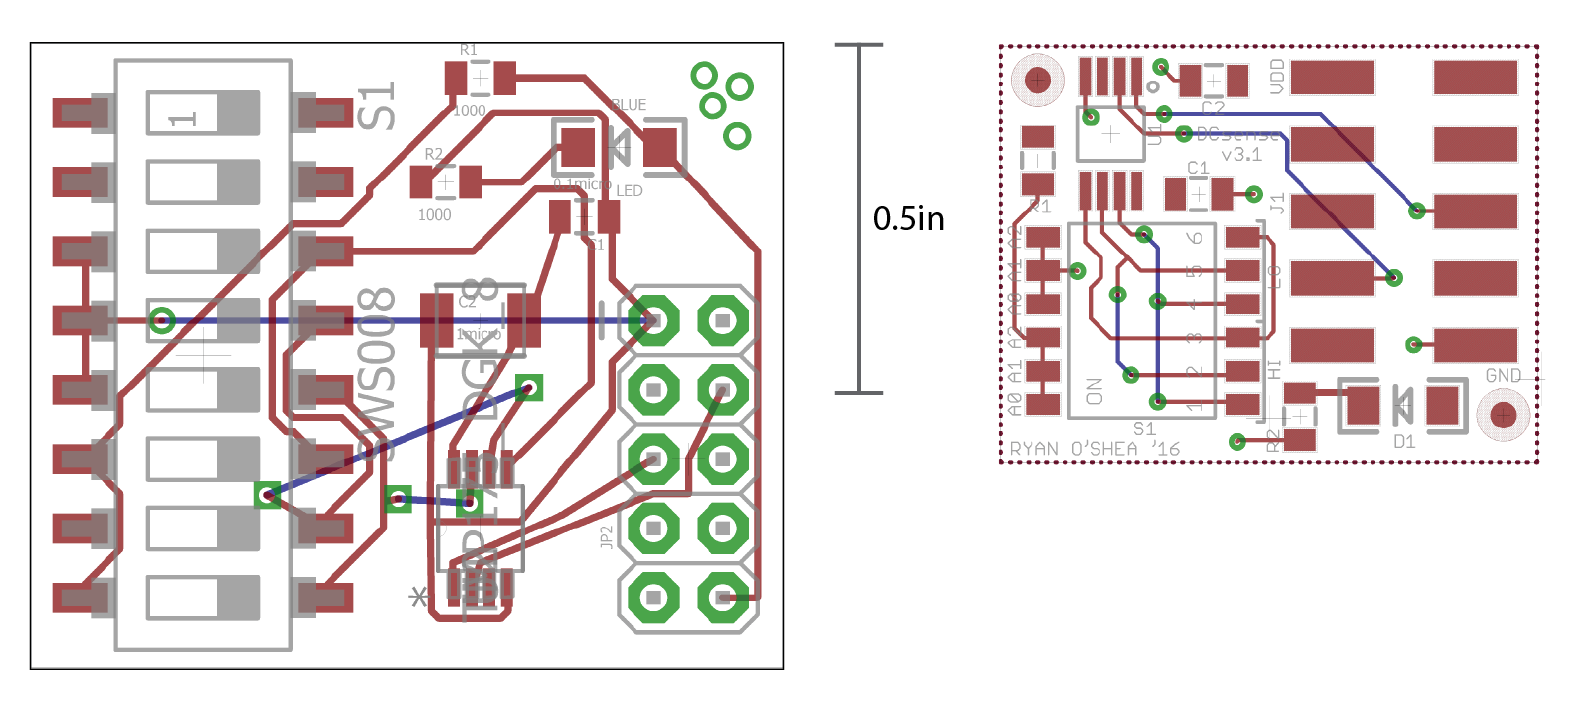 R1
1000
S1
1
BLUE
R2
1000
0.1micro
LED
C1
C2
1micro
SWS008
DGK_8
JP2
*
0.5in
VDD
C2
U1
DCsense
v3.1
C1
R1
J1
A2
A1
A0
A2
A1
A0
6
5
4
3
2
1
LO
HI
ON
S1
GND
R2
D1
RYAN O'SHEA '16